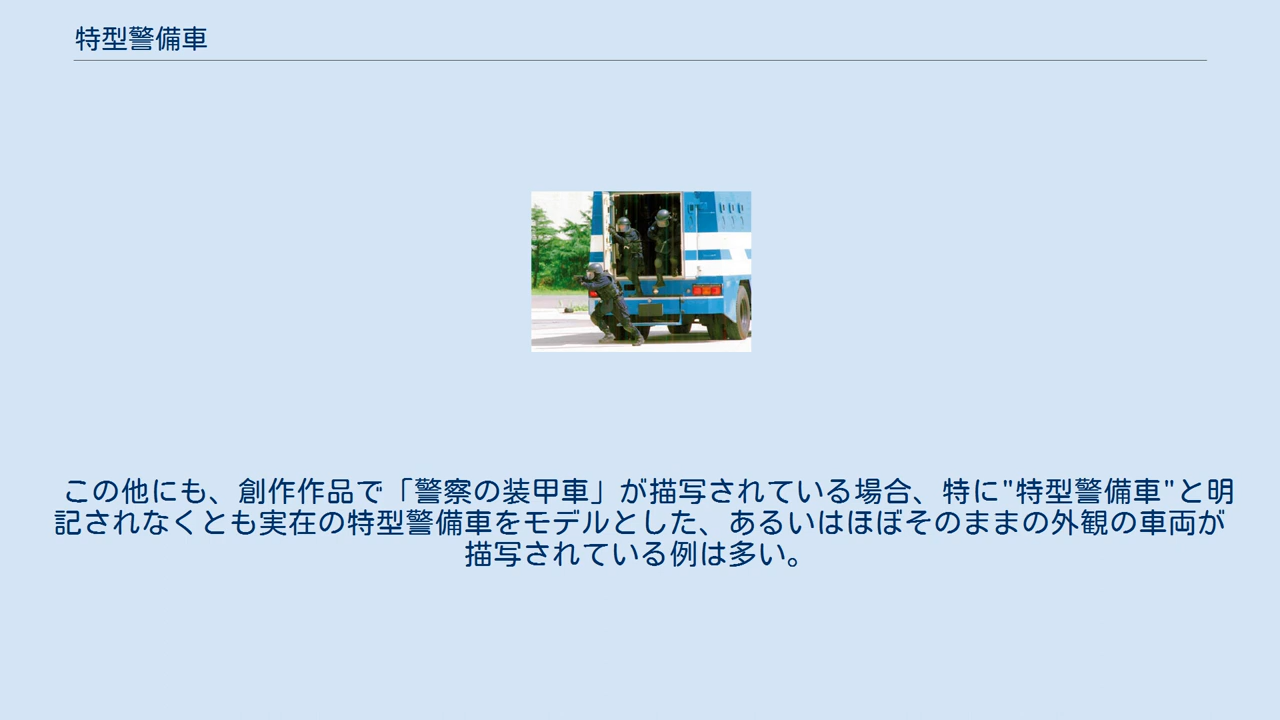 特型警備車
この他にも、創作作品で「警察の装甲車」が描写されている場合、特に"特型警備車"と明
記されなくとも実在の特型警備車をモデルとした、あるいはほぼそのままの外観の車両が
描写されている例は多い。